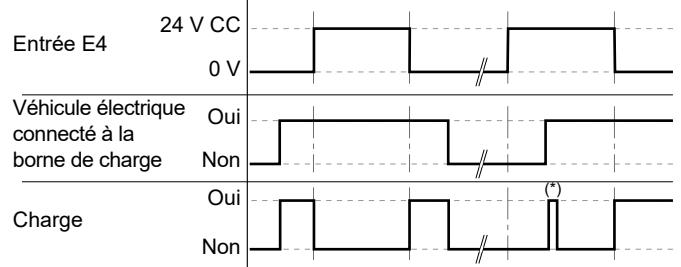 Entrée E4
24 V CC
0 V
Véhicule électrique
connecté à la
borne de charge
Oui
Non
Charge
Oui
(*)
Non